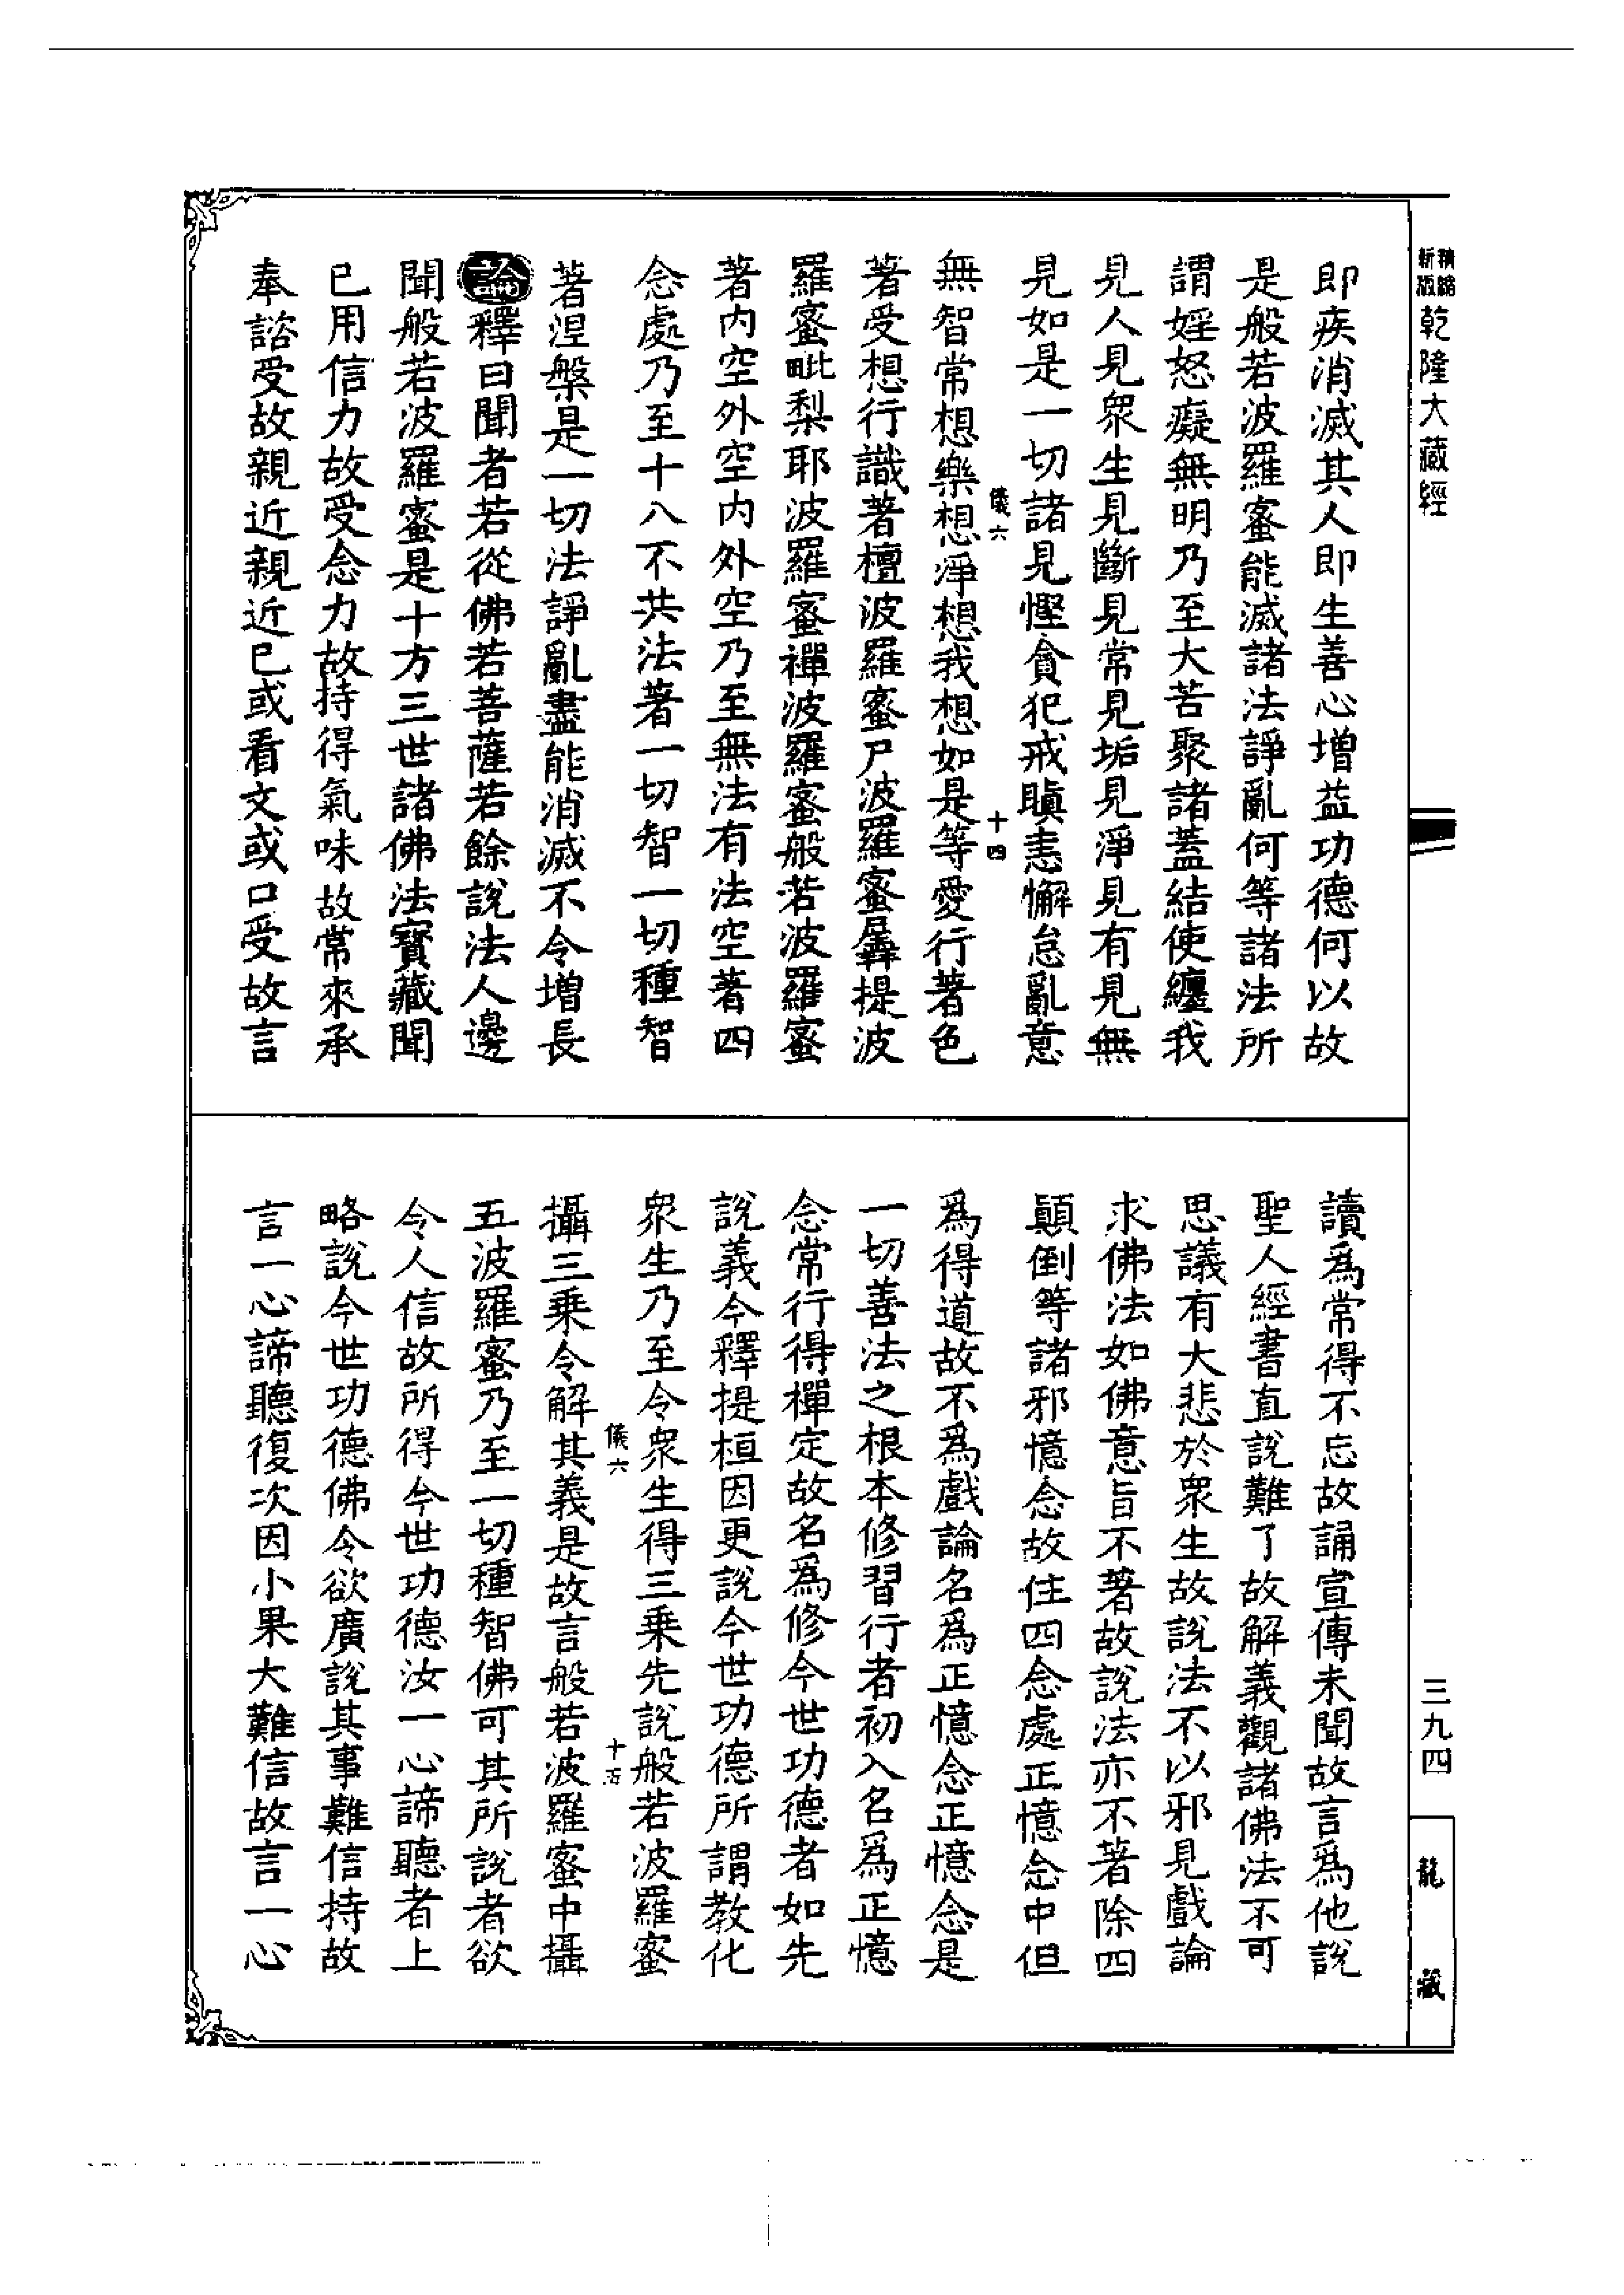 精縮新版乾隆大藏經
三九四
龍藏
即疾消滅其人即生善心增益功德何以故
是般若波羅蜜能滅諸法諍亂何等諸法所
謂婬怒癡無明乃至大苦聚諸蓋結使纏我
見人見眾生見斷見常見垢見淨見有見無
見如是一切諸見慳貪犯戒瞋恚懈怠亂意
儀六
十四
無智常想樂想淨想我想如是等愛行著色
著受想行識著檀波羅蜜尸波羅蜜羼提波
羅蜜毗梨耶波羅蜜禪波羅蜜般若波羅蜜
著內空外空內外空乃至無法有法空著四
念處乃至十八不共法著一切智一切種智
著涅槃是一切法諍亂盡能消滅不令增長
論釋曰聞者若從佛若菩薩若餘說法人邊
聞般若波羅蜜是十方三世諸佛法寶藏聞
已用信力故受念力故持得氣味故常來承
奉諮受故親近親近已或看文或口受故言
讀為常得不忘故誦宣傳未聞故言為他說
聖人經書直說難了故解義觀諸佛法不可
思議有大悲於眾生故說法不以邪見戲論
求佛法如佛意旨不著故說法亦不著除四
顛倒等諸邪憶念故住四念處正憶念中但
為得道故不為戲論名為正憶念正憶念是
一切善法之根本修習行者初入名為正憶
念常行得禪定故名為修今世功德者如先
說義今釋提桓因更說今世功德所謂教化
眾生乃至令眾生得三乘先說般若波羅蜜
儀六
十五
攝三乘令解其義是故言般若波羅蜜中攝
五波羅蜜乃至一切種智佛可其所說者欲
令人信故所得今世功德汝一心諦聽者上
略說今世功德佛今欲廣說其事難信持故
言一心諦聽復次因小果大難信故言一心